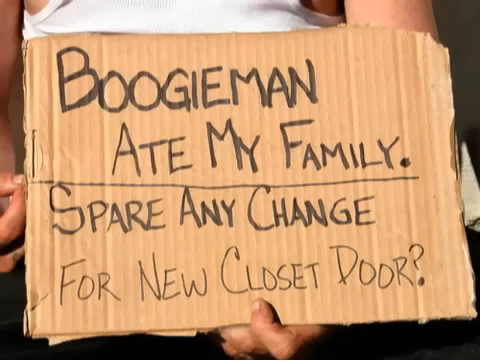 BOOGIEMAN
ATE MY FAMILY.
SPARE ANY CHANGE
FOR NEW CLOSET DOOR?